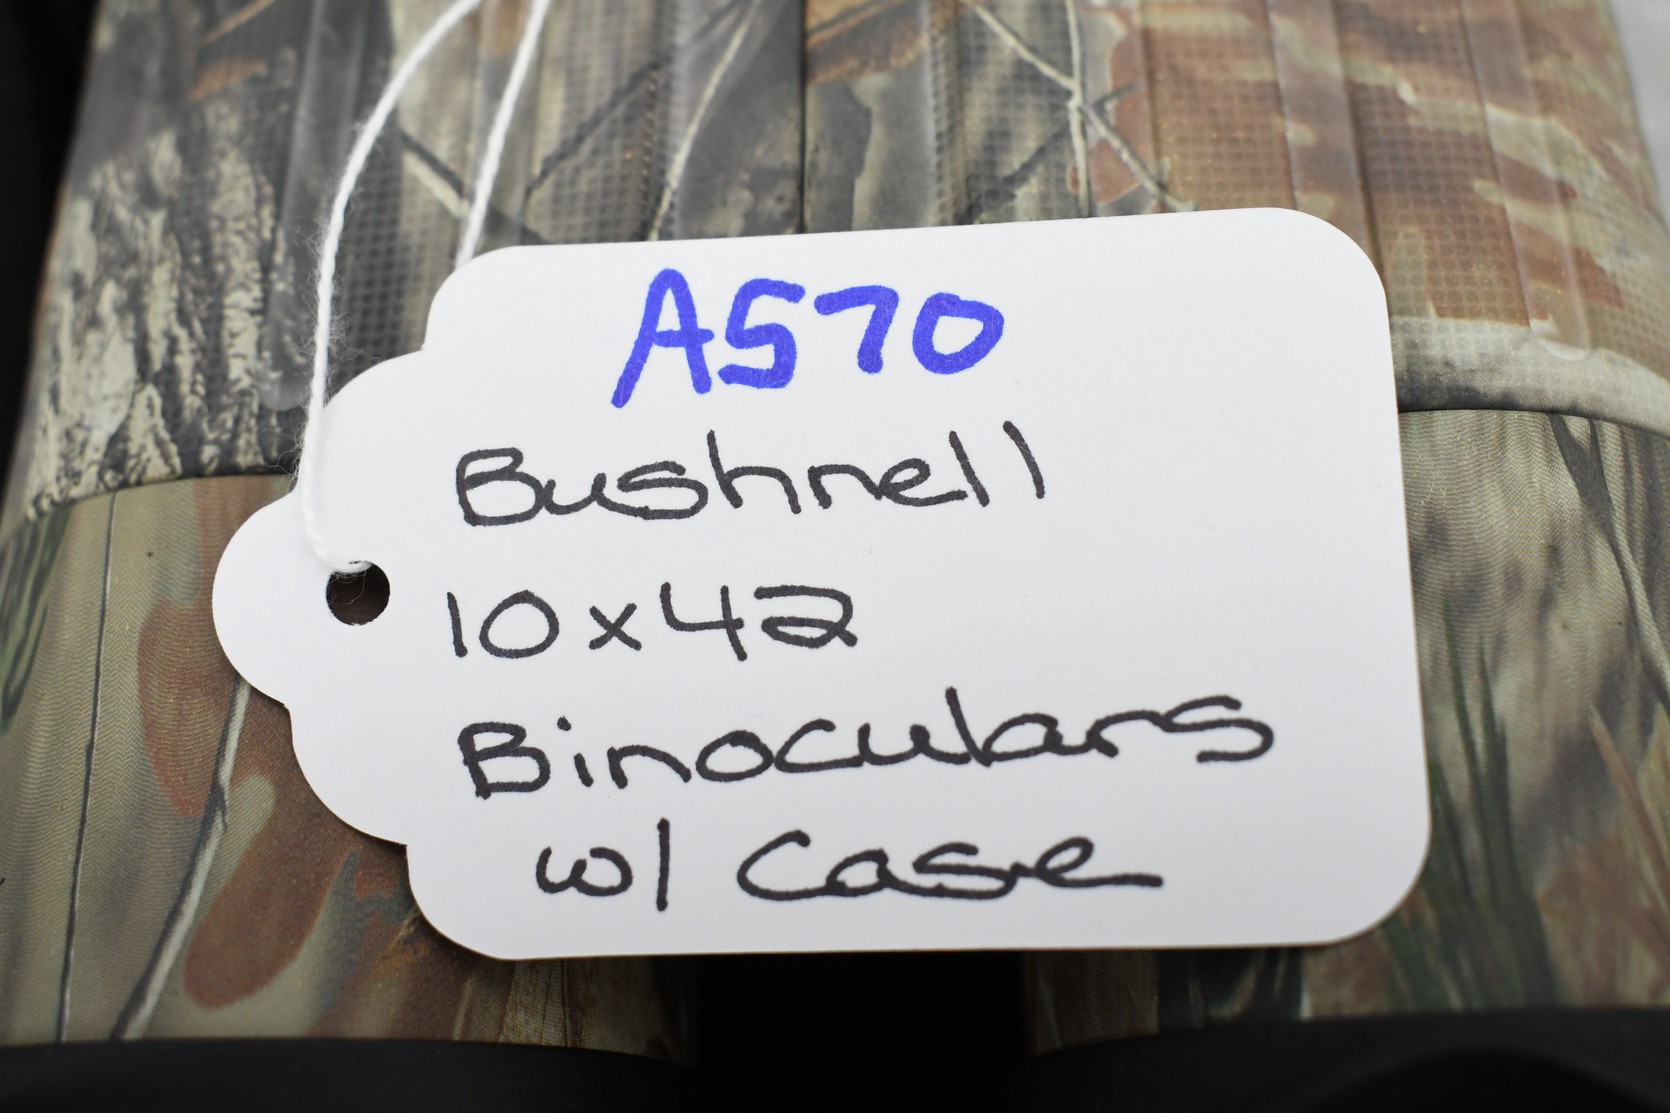 A570
Bushnell
10x42
Binoculars
w/ Case